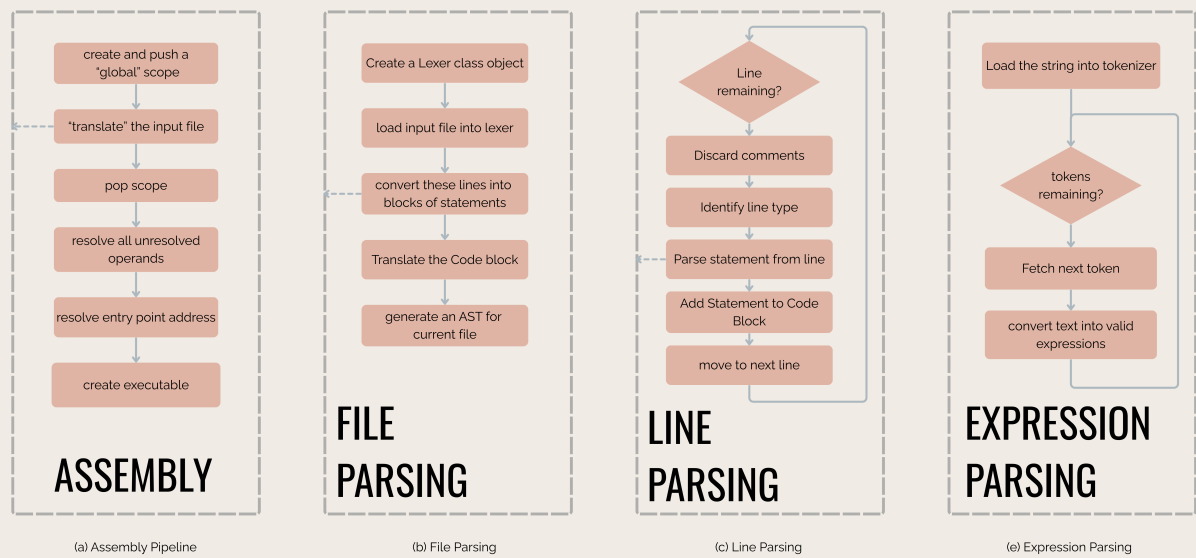 create and push a
“global” scope
“translate” the input file
pop scope
resolve all unresolved
operands
resolve entry point address
create executable
ASSEMBLY
(a) Assembly Pipeline
Create a Lexer class object
load input file into lexer
convert these lines into
blocks of statements
Translate the Code block
generate an AST for
current file
FILE
PARSING
(b) File Parsing
Line
remaining?
Discard comments
Identify line type
Parse statement from line
Add Statement to Code
Block
move to next line
LINE
PARSING
(c) Line Parsing
Load the string into tokenizer
tokens
remaining?
Fetch next token
convert text into valid
expressions
EXPRESSION
PARSING
(e) Expression Parsing